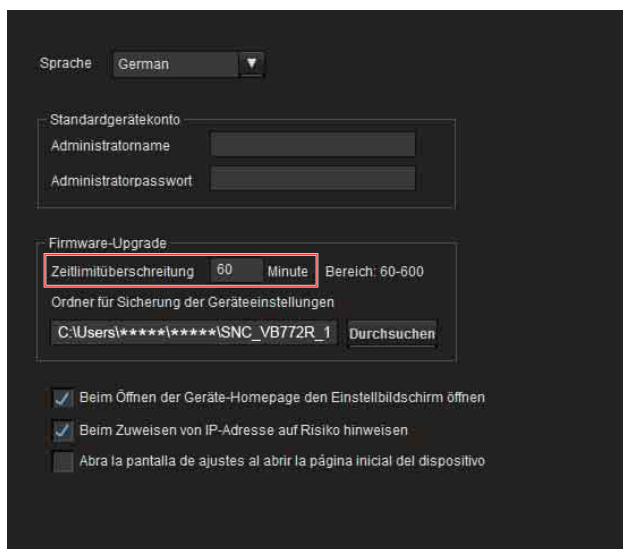 Sprache German
Standardgerätekonto
Administratorname
Administratorpasswort
Firmware-Upgrade
Zeitlimitüberschreitung 60 Minute Bereich: 60-600
Ordner für Sicherung der Geräteeinstellungen
C:\Users\*****\*****\SNC_VB772R_1 Durchsuchen
Beim Öffnen der Geräte-Homepage den Einstellbildschirm öffnen
Beim Zuweisen von IP-Adresse auf Risiko hinweisen
Abra la pantalla de ajustes al abrir la página inicial del dispositivo